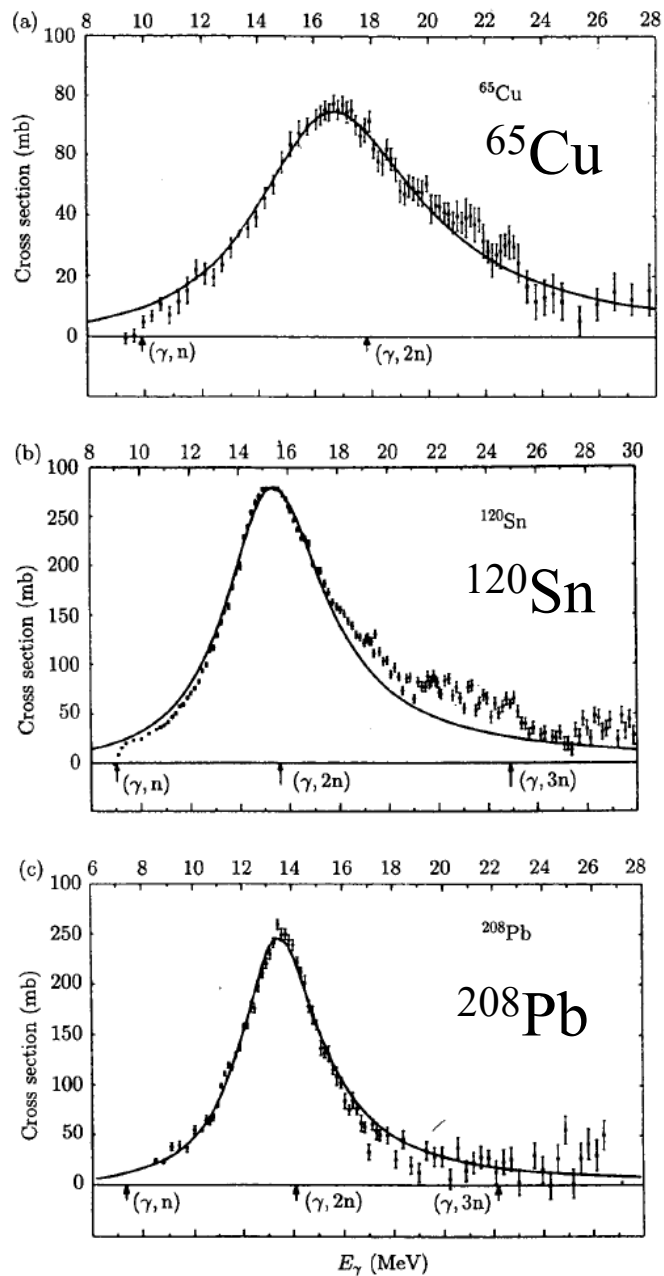 (a) 8 10 12 14 16 18 20 22 24 26 28
100
80
80
40
20
0
Cross section (mb)
⁶⁵Cu
⁶⁵Cu
(γ, n)
(γ, 2n)
(b) 8 10 12 14 16 18 20 22 24 26 28 30
100
250
200
150
100
50
0
Cross section (mb)
¹²⁰Sn
¹²⁰Sn
(γ, n)
(γ, 2n)
(γ, 3n)
(c) 6 8 10 12 14 16 18 20 22 24 26 28
100
250
200
150
100
50
0
Cross section (mb)
²⁰⁸Pb
²⁰⁸Pb
(γ, n)
(γ, 2n)
(γ, 3n)
Eγ (MeV)